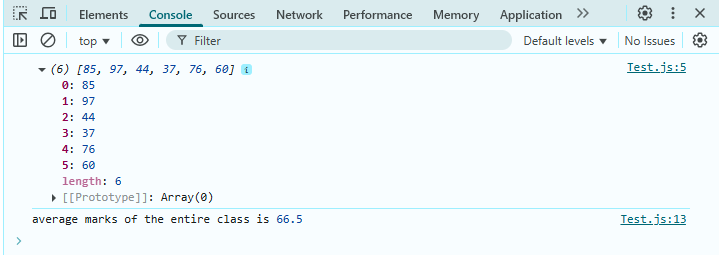 Elements Console Sources Network Performance Memory Application
top Filter Default levels No Issues
(6) [85, 97, 44, 37, 76, 60] i Test.js:5
0: 85
1: 97
2: 44
3: 37
4: 76
5: 60
length: 6
[[Prototype]]: Array(0)
average marks of the entire class is 66.5 Test.js:13